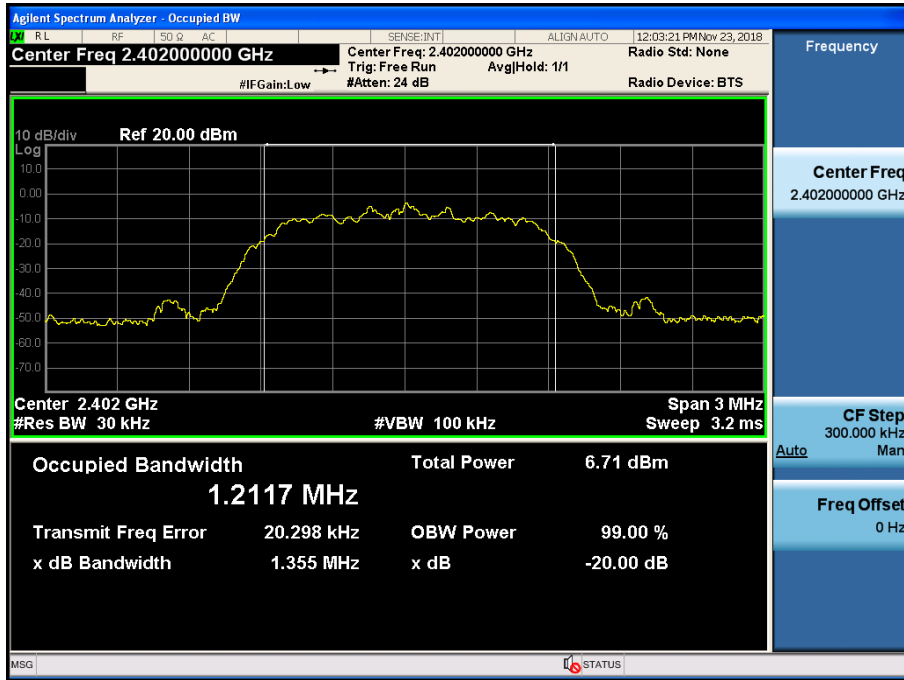 Agilent Spectrum Analyzer - Occupied BW
LXI RL RF 50 Ω AC SENSE:INT ALIGN AUTO 12:03:21 PM Nov 23, 2018
Center Freq 2.402000000 GHz
Center Freq: 2.402000000 GHz Radio Std: None
Trig: Free Run Avg|Hold: 1/1
#IFGain:Low #Atten: 24 dB Radio Device: BTS
10 dB/div Ref 20.00 dBm
Log
10.0
0.00
-10.0
-20.0
-30.0
-40.0
-50.0
-60.0
-70.0
Center 2.402 GHz Span 3 MHz
#Res BW 30 kHz #VBW 100 kHz Sweep 3.2 ms
Occupied Bandwidth Total Power 6.71 dBm
1.2117 MHz
Transmit Freq Error 20.298 kHz OBW Power 99.00 %
x dB Bandwidth 1.355 MHz x dB -20.00 dB
MSG STATUS
Frequency
Center Freq
2.402000000 GHz
CF Step
300.000 kHz
Auto Man
Freq Offset
0 Hz